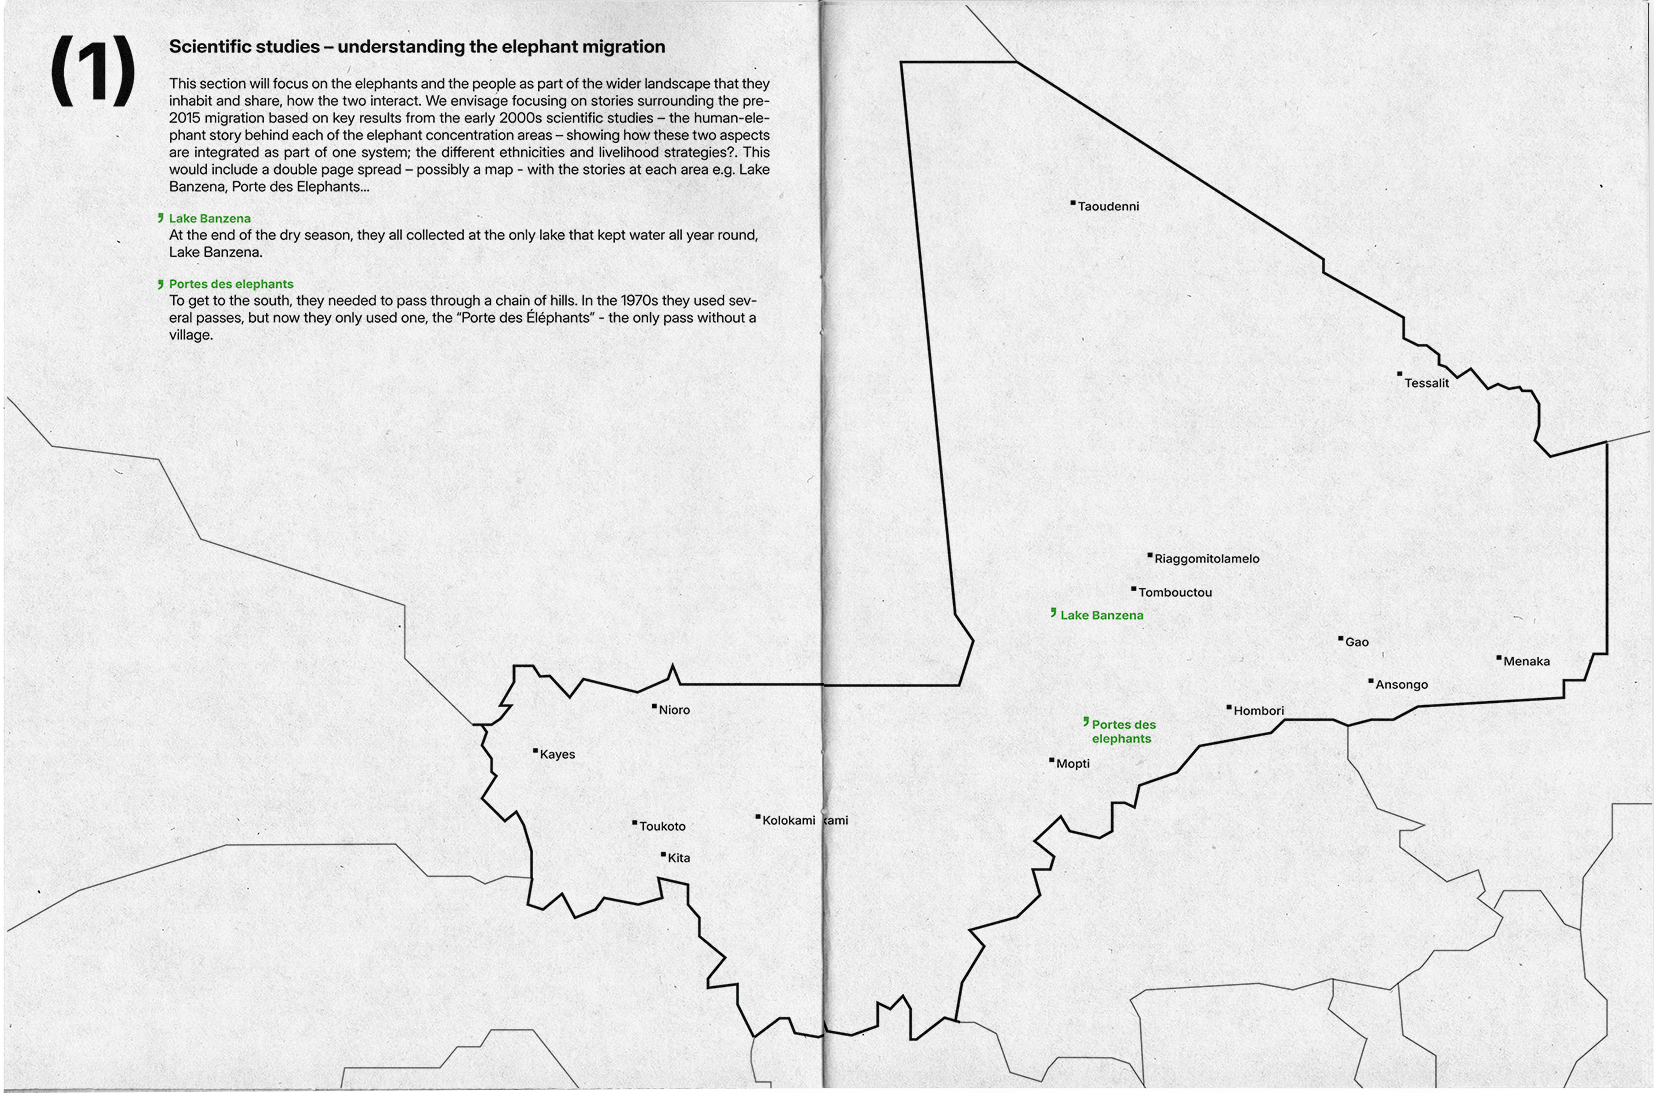 (1)
Scientific studies – understanding the elephant migration
This section will focus on the elephants and the people as part of the wider landscape that they
inhabit and share, how the two interact. We envisage focusing on stories surrounding the pre-
2015 migration based on key results from the early 2000s scientific studies – the human-ele-
phant story behind each of the elephant concentration areas – showing how these two aspects
are integrated as part of one system; the different ethnicities and livelihood strategies?. This
would include a double page spread – possibly a map - with the stories at each area e.g. Lake
Banzena, Porte des Elephants...
Lake Banzena
At the end of the dry season, they all collected at the only lake that kept water all year round,
Lake Banzena.
Portes des elephants
To get to the south, they needed to pass through a chain of hills. In the 1970s they used sev-
eral passes, but now they only used one, the “Porte des Éléphants” - the only pass without a
village.
Taoudenni
Tessalit
Riaggomitolamelo
Tombouctou
Lake Banzena
Gao
Menaka
Ansongo
Nioro
Hombori
Portes des
elephants
Kayes
Mopti
Kolokami kami
Toukoto
Kita